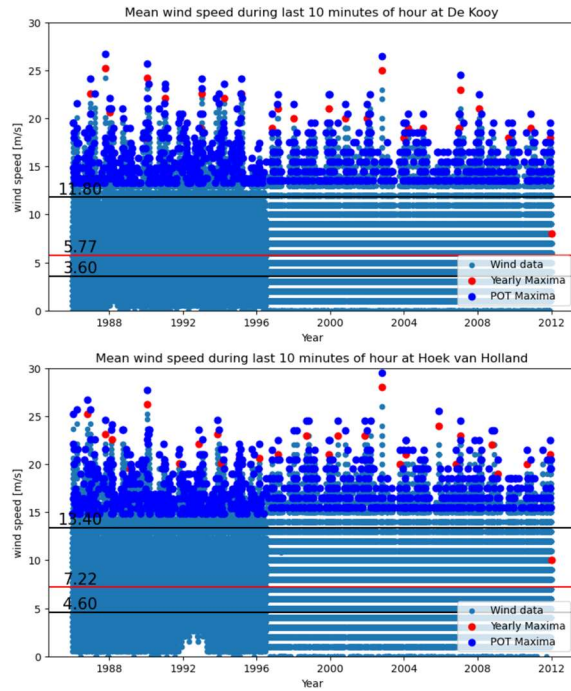 Mean wind speed during last 10 minutes of hour at De Kooy
30
25
20
15
10
5
0
wind speed [m/s]
11.80
5.77
3.60
Wind data
Yearly Maxima
POT Maxima
1988 1992 1996 2000 2004 2008 2012
Year
Mean wind speed during last 10 minutes of hour at Hoek van Holland
30
25
20
15
10
5
0
wind speed [m/s]
13.40
7.22
4.60
Wind data
Yearly Maxima
POT Maxima
1988 1992 1996 2000 2004 2008 2012
Year